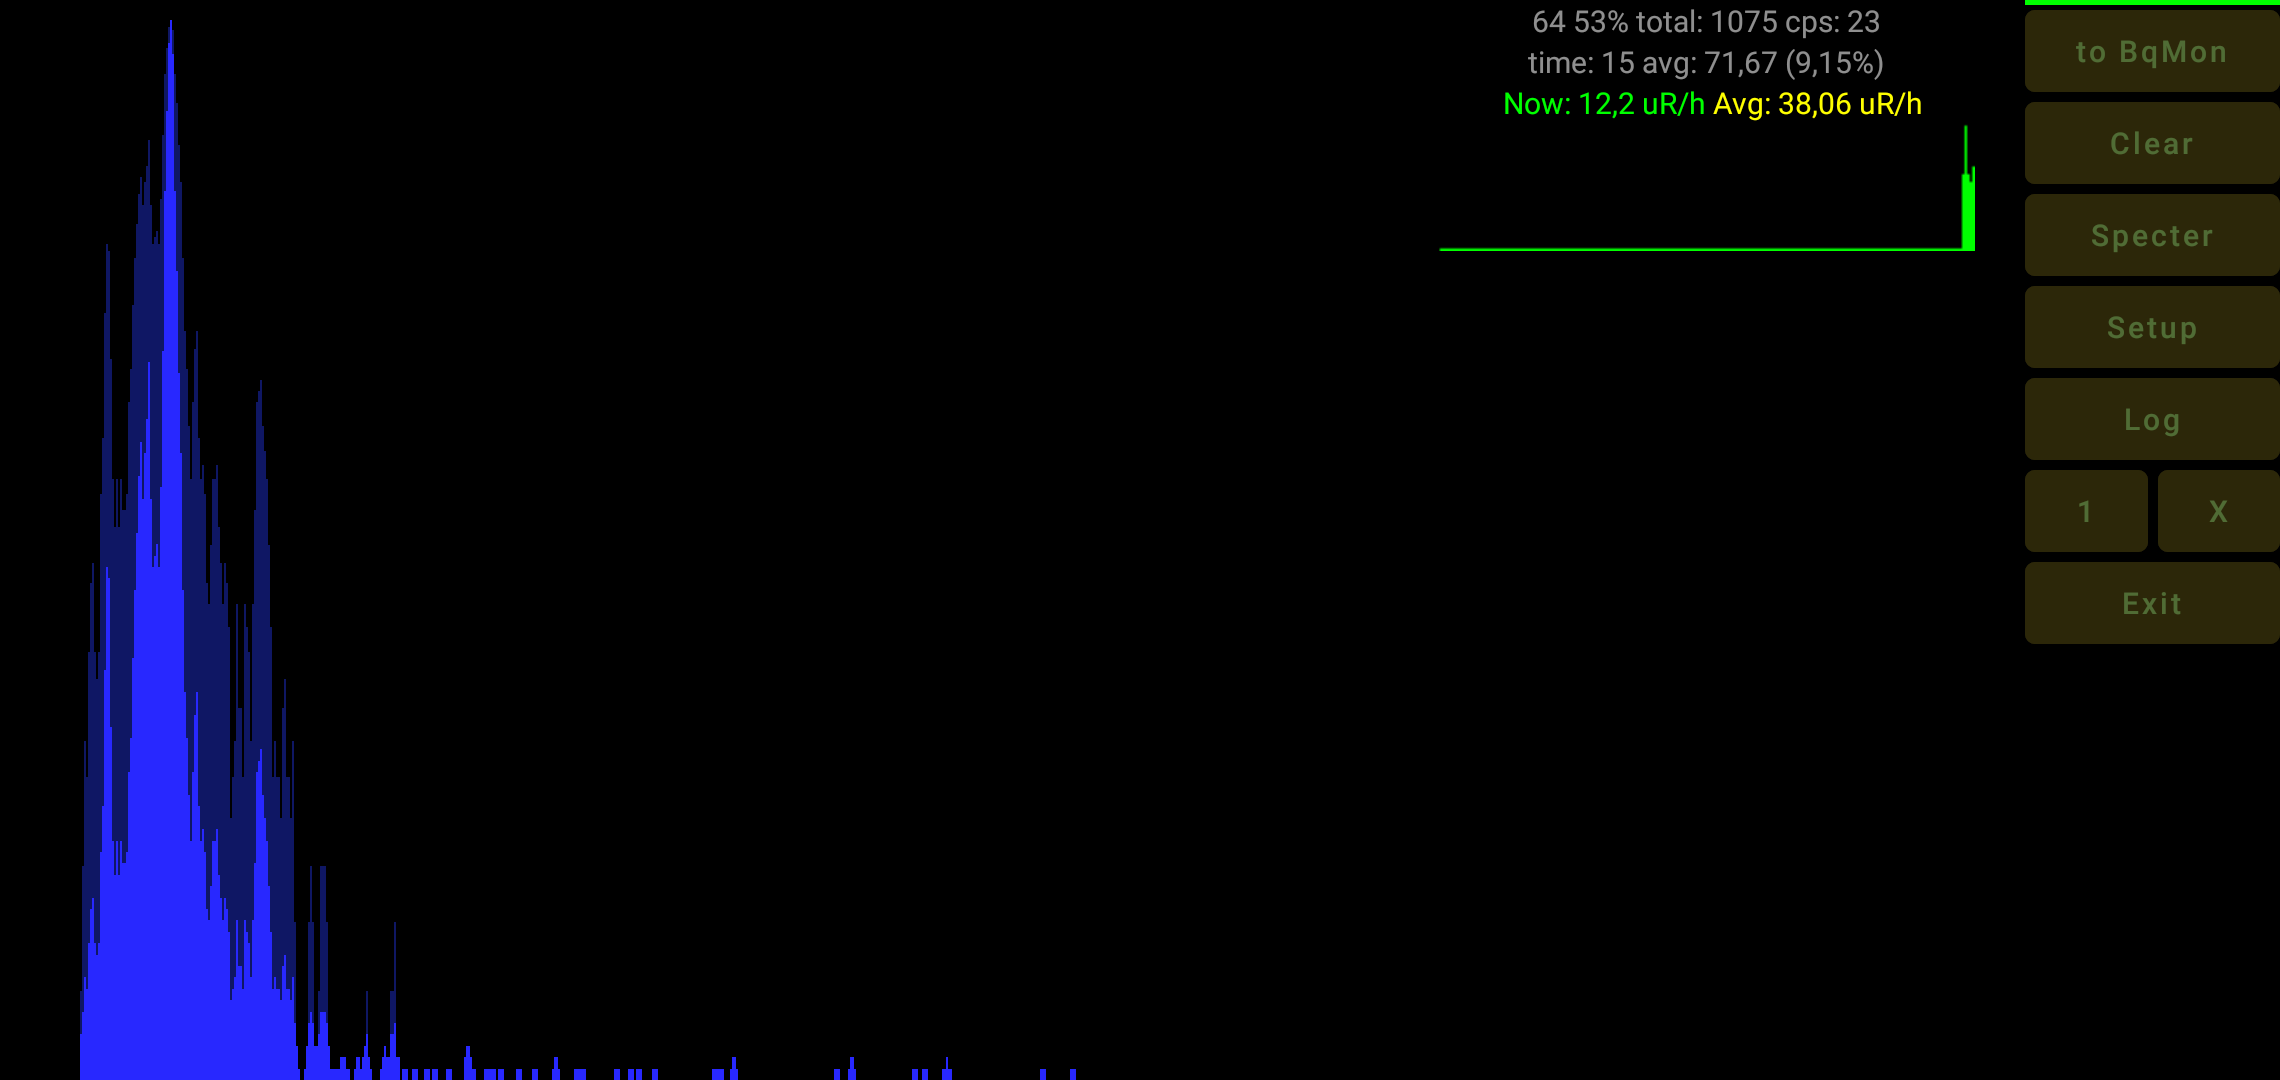 64 53% total: 1075 cps: 23
time: 15 avg: 71,67 (9,15%)
Now: 12,2 uR/h Avg: 38,06 uR/h
to BqMon
Clear
Specter
Setup
Log
1 X
Exit